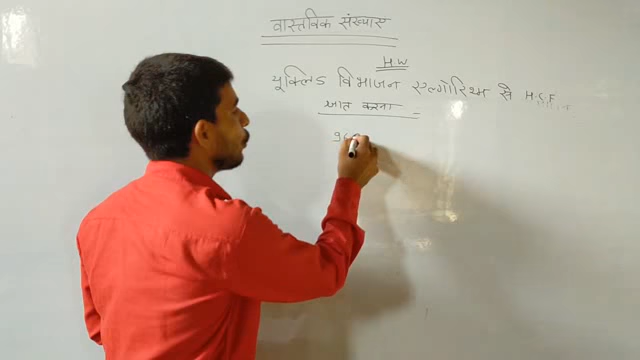 वास्तविक संख्याए
H.W
यूक्लिड विभाजन एल्गोरिथ्म से H.C.F
ज्ञात करना